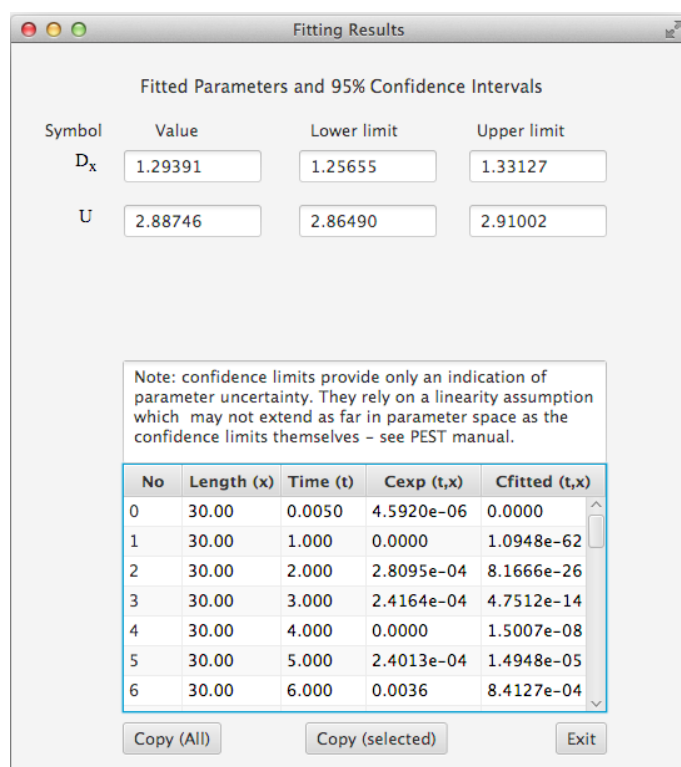 Fitting Results
Fitted Parameters and 95% Confidence Intervals
Symbol Value Lower limit Upper limit
Dx 1.29391 1.25655 1.33127
U 2.88746 2.86490 2.91002
Note: confidence limits provide only an indication of
parameter uncertainty. They rely on a linearity assumption
which may not extend as far in parameter space as the
confidence limits themselves – see PEST manual.
No Length (x) Time (t) Cexp (t,x) Cfitted (t,x)
0 30.00 0.0050 4.5920e-06 0.0000
1 30.00 1.000 0.0000 1.0948e-62
2 30.00 2.000 2.8095e-04 8.1666e-26
3 30.00 3.000 2.4164e-04 4.7512e-14
4 30.00 4.000 0.0000 1.5007e-08
5 30.00 5.000 2.4013e-04 1.4948e-05
6 30.00 6.000 0.0036 8.4127e-04
Copy (All) Copy (selected) Exit